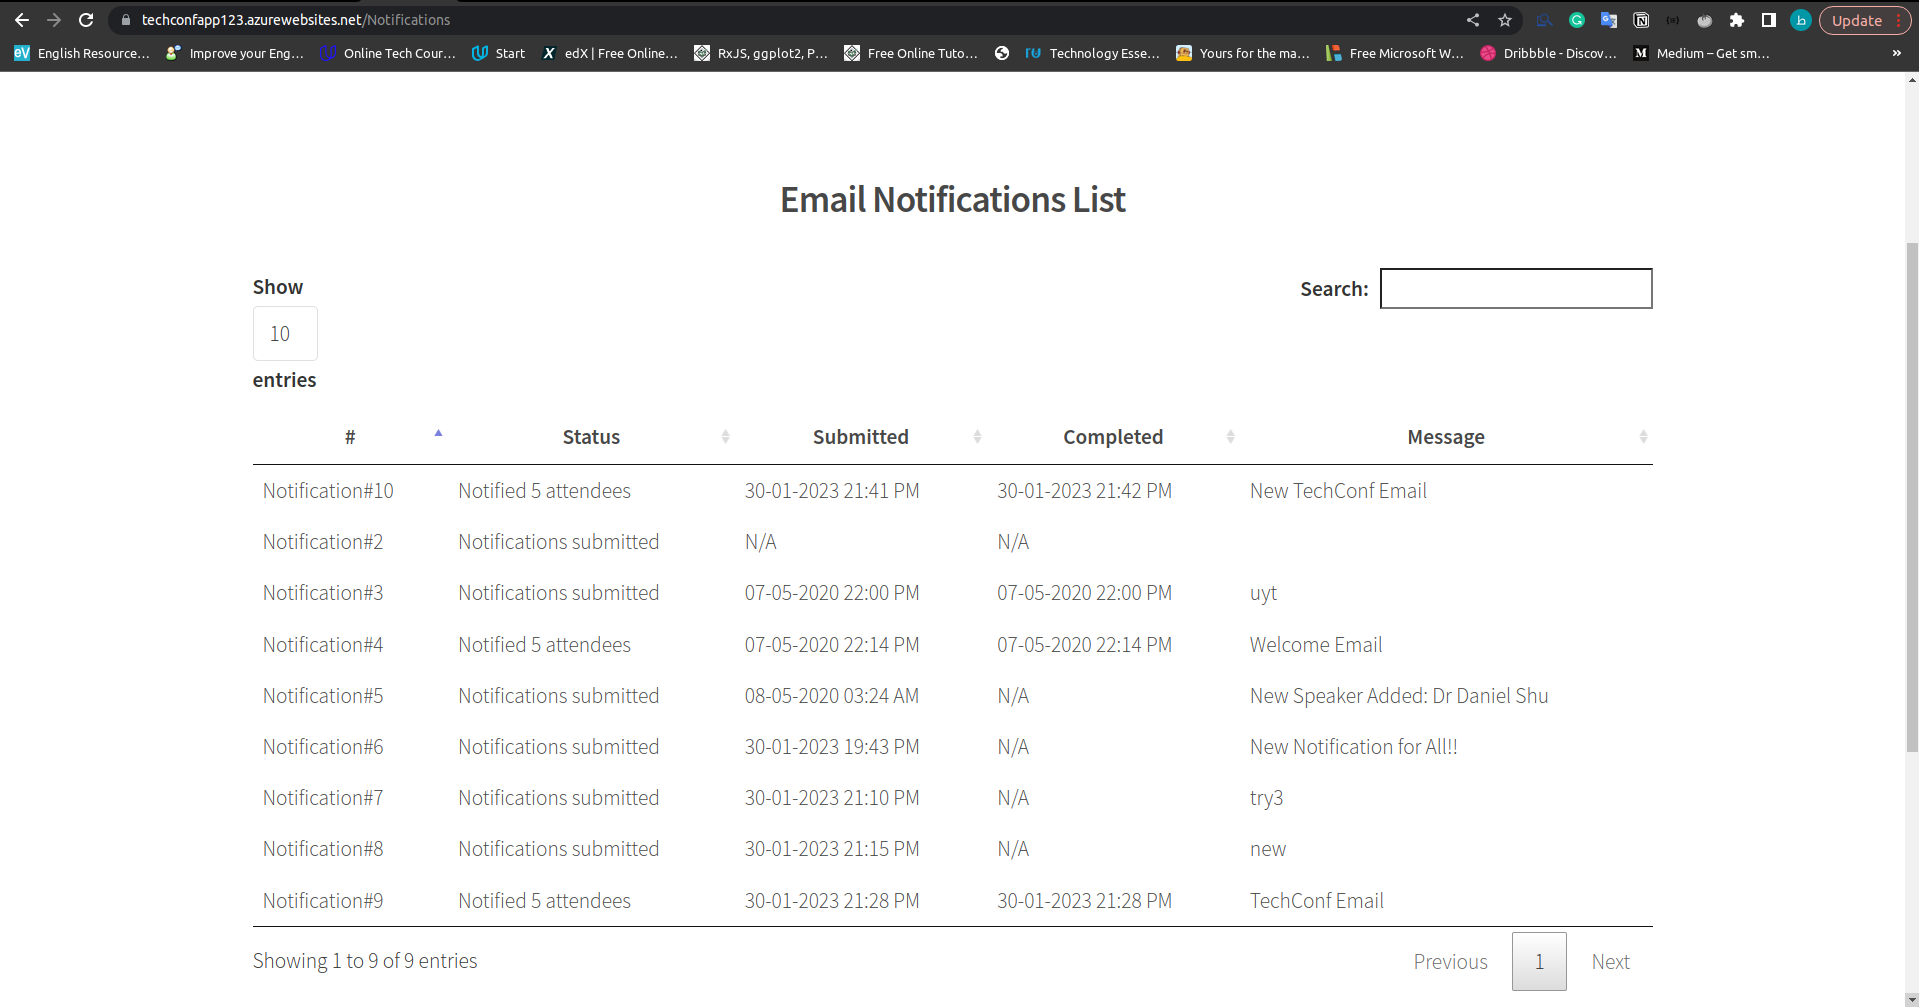 techconfapp123.azurewebsites.net/Notifications
Update
English Resource...
Improve your Eng...
Online Tech Cour...
Start
edX | Free Online...
RxJS, ggplot2, P...
Free Online Tuto...
Technology Esse...
Yours for the ma...
Free Microsoft W...
Dribbble - Discov...
Medium – Get sm...
»
Email Notifications List
Show
10
entries
Search:
# Status Submitted Completed Message
Notification#10 Notified 5 attendees 30-01-2023 21:41 PM 30-01-2023 21:42 PM New TechConf Email
Notification#2 Notifications submitted N/A N/A
Notification#3 Notifications submitted 07-05-2020 22:00 PM 07-05-2020 22:00 PM uyt
Notification#4 Notified 5 attendees 07-05-2020 22:14 PM 07-05-2020 22:14 PM Welcome Email
Notification#5 Notifications submitted 08-05-2020 03:24 AM N/A New Speaker Added: Dr Daniel Shu
Notification#6 Notifications submitted 30-01-2023 19:43 PM N/A New Notification for All!!
Notification#7 Notifications submitted 30-01-2023 21:10 PM N/A try3
Notification#8 Notifications submitted 30-01-2023 21:15 PM N/A new
Notification#9 Notified 5 attendees 30-01-2023 21:28 PM 30-01-2023 21:28 PM TechConf Email
Showing 1 to 9 of 9 entries
Previous 1 Next